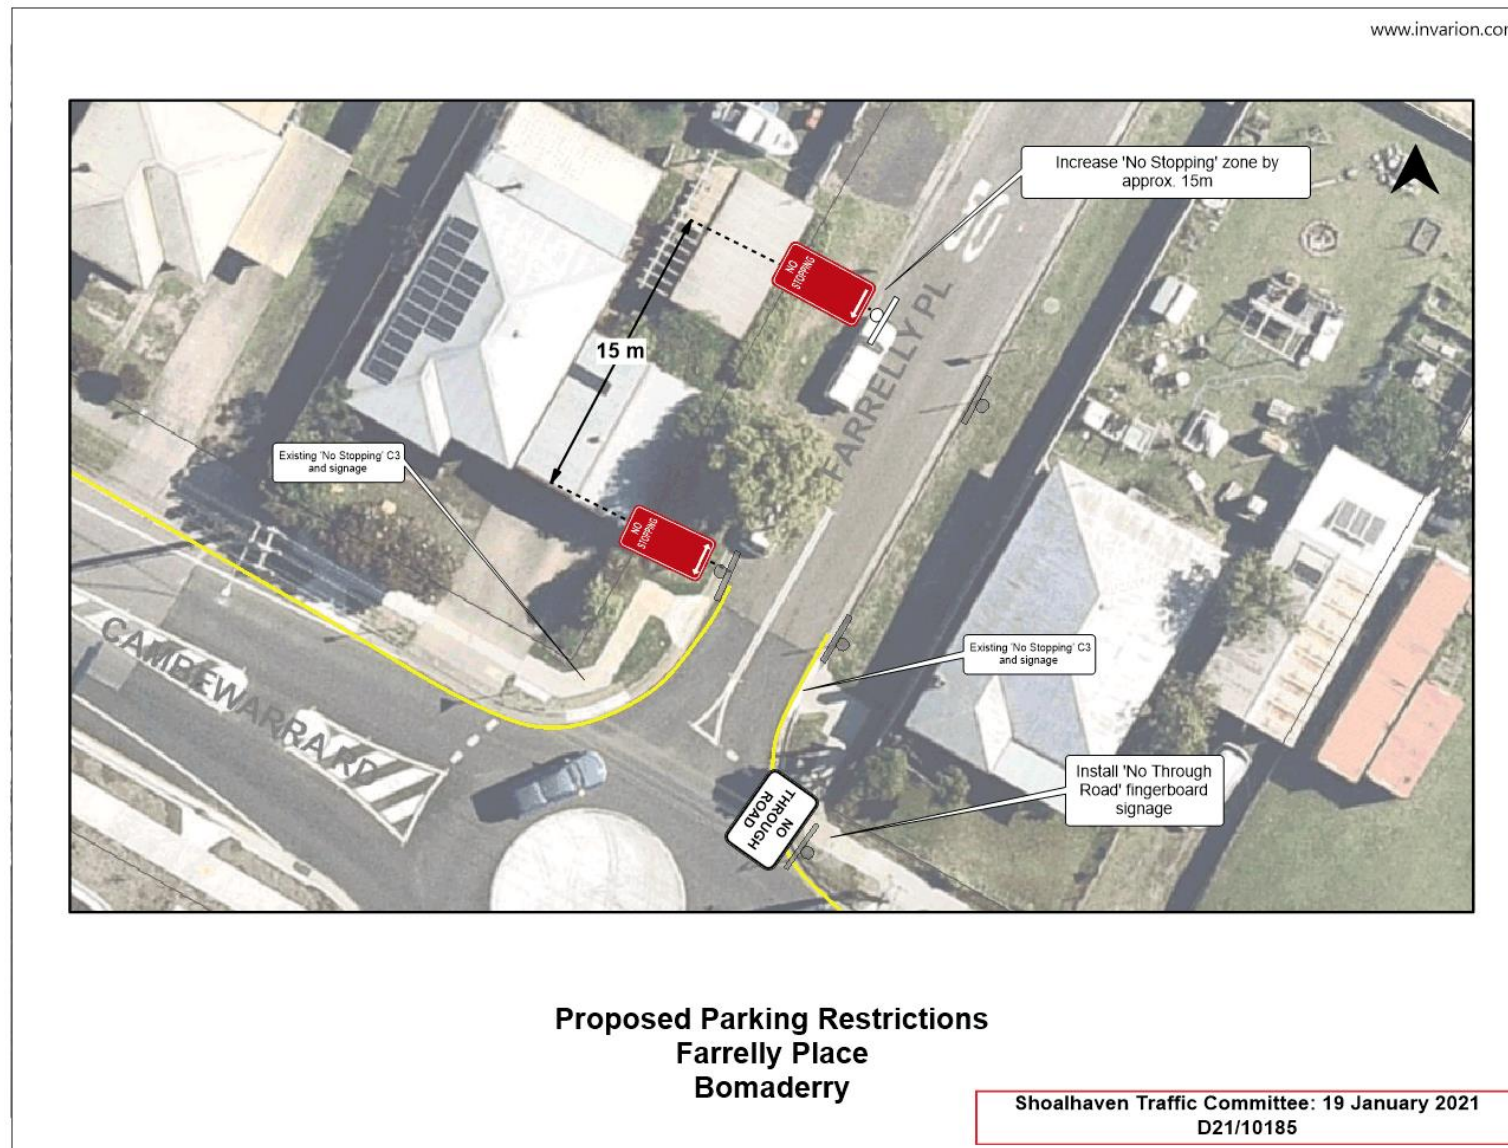 www.invarion.com
Increase 'No Stopping' zone by
approx. 15m
NO
STOPPING
FARRELLY PL
15 m
Existing 'No Stopping' C3
and signage
NO
STOPPING
Existing 'No Stopping' C3
and signage
CAMBEWARRA RD
Install 'No Through
Road' fingerboard
signage
NO
THROUGH
ROAD
Proposed Parking Restrictions
Farrelly Place
Bomaderry
Shoalhaven Traffic Committee: 19 January 2021
D21/10185